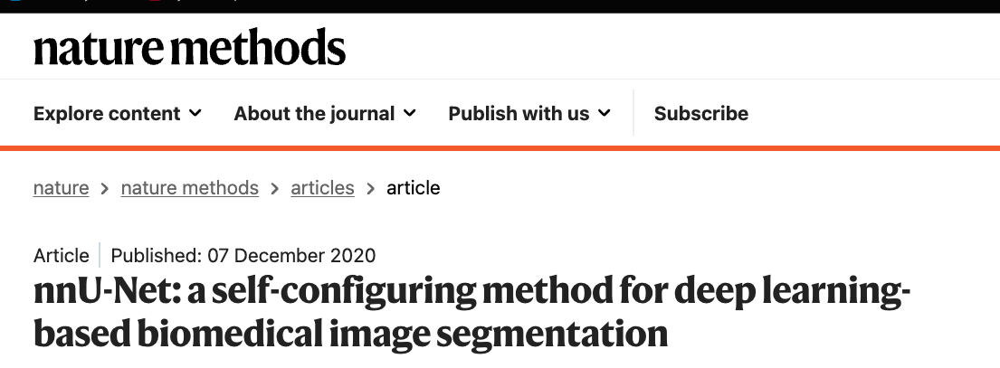 nature methods
Explore content About the journal Publish with us Subscribe
nature > nature methods > articles > article
Article Published: 07 December 2020
nnU-Net: a self-configuring method for deep learning-
based biomedical image segmentation